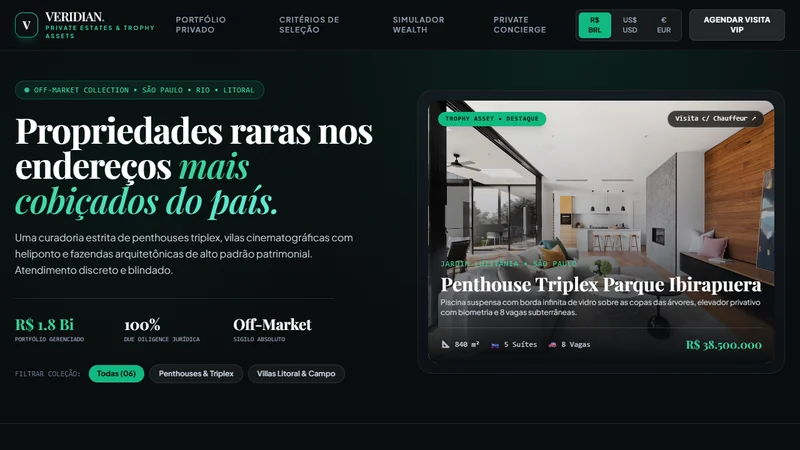 V
VERIDIAN.
PRIVATE ESTATES & TROPHY
ASSETS
PORTFÓLIO
PRIVADO
CRITÉRIOS DE
SELEÇÃO
SIMULADOR
WEALTH
PRIVATE
CONCIERGE
R$
BRL
US$
USD
€
EUR
AGENDAR VISITA
VIP
OFF-MARKET COLLECTION • SÃO PAULO • RIO • LITORAL
Propriedades raras nos
endereços mais
cobiçados do país.
Uma curadoria estrita de penthouses triplex, vilas cinematográficas com
heliponto e fazendas arquitetônicas de alto padrão patrimonial.
Atendimento discreto e blindado.
R$ 1.8 Bi
PORTFÓLIO GERENCIADO
100%
DUE DILIGENCE JURÍDICA
Off-Market
SIGILO ABSOLUTO
FILTRAR COLEÇÃO:
Todas (06)
Penthouses & Triplex
Villas Litoral & Campo
TROPHY ASSET • DESTAQUE
Visita c/ Chauffeur ↗
JARDIM LUSITÂNIA • SÃO PAULO
Penthouse Triplex Parque Ibirapuera
Piscina suspensa com borda infinita de vidro sobre as copas das árvores, elevador privativo
com biometria e 8 vagas subterrâneas.
840 m²
5 Suítes
8 Vagas
R$ 38.500.000